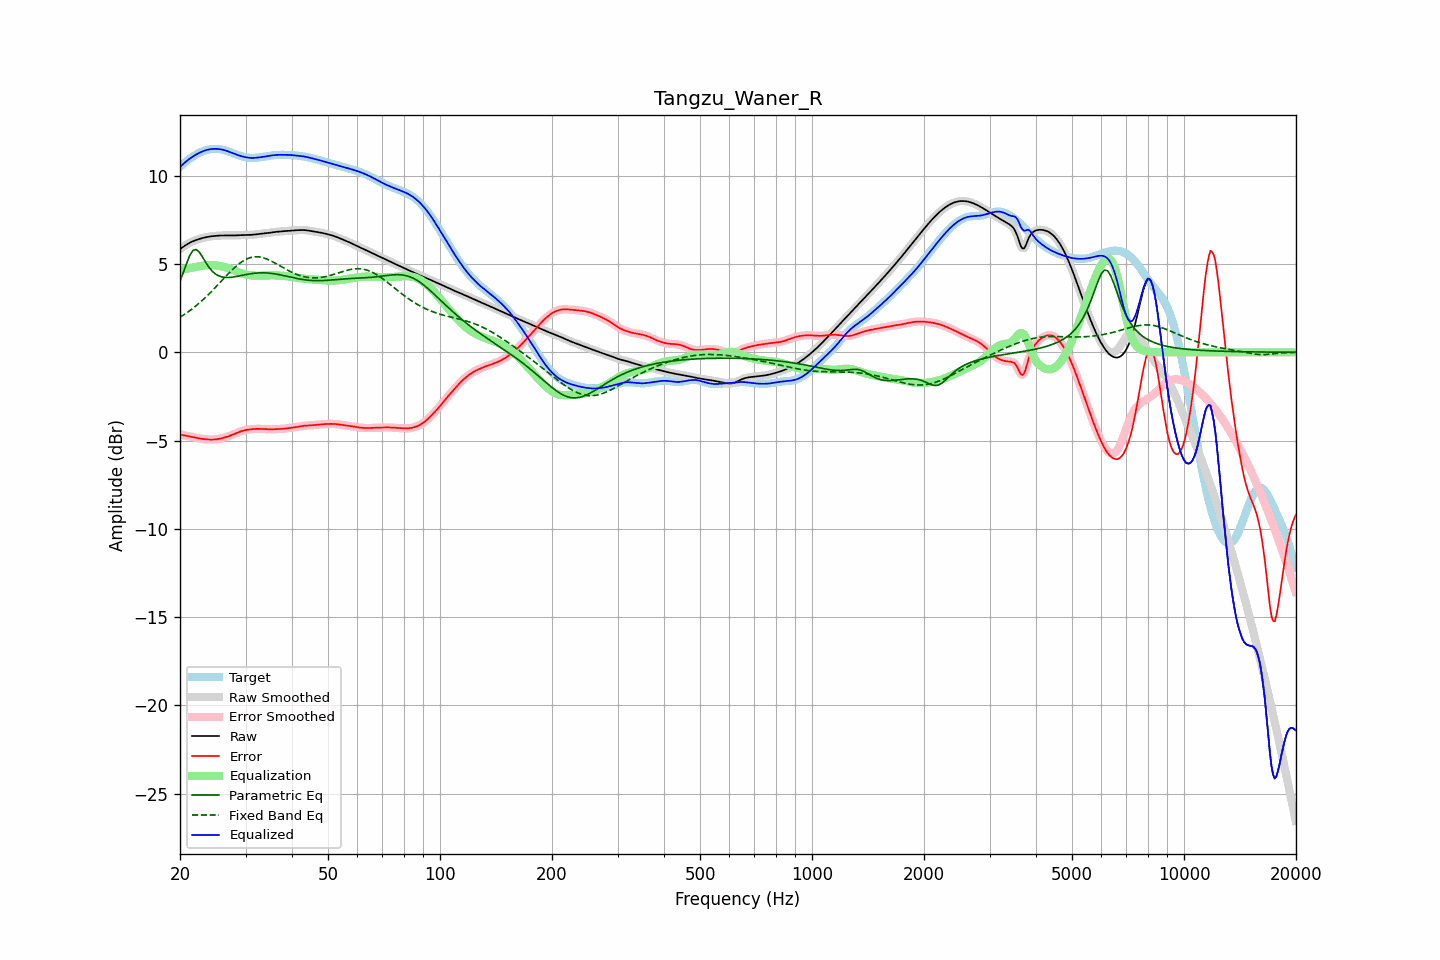 Tangzu_Waner_R
Amplitude (dBr)
10
5
0
−5
−10
−15
−20
−25
Target
Raw Smoothed
Error Smoothed
Raw
Error
Equalization
Parametric Eq
Fixed Band Eq
Equalized
20 50 100 200 500 1000 2000 5000 10000 20000
Frequency (Hz)